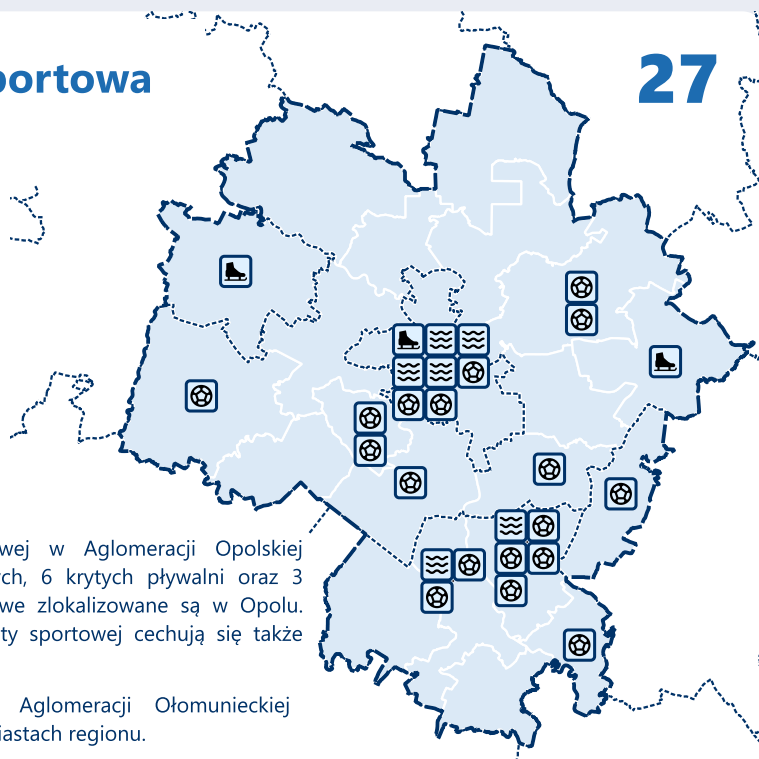 portowa
27
wej w Aglomeracji Opolskiej
ych, 6 krytych pływalni oraz 3
we zlokalizowane są w Opolu.
ty sportowej cechują się także
Aglomeracji Ołomunieckiej
iastach regionu.